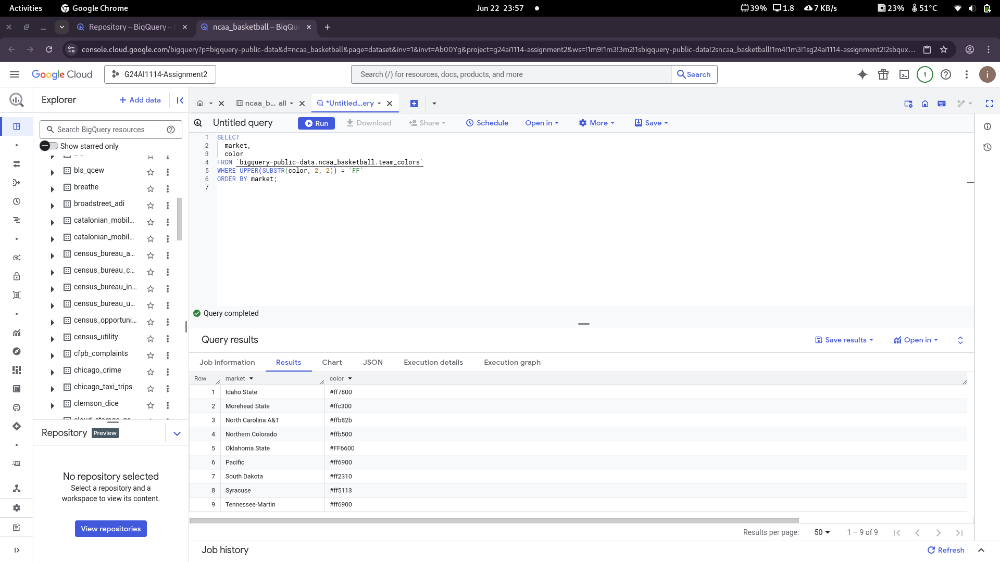 Activities
Google Chrome
Jun 22 23:57
39%
1.8
7 KB/s
23%
51°C
Repository – BigQuery –
ncaa_basketball – BigQue
console.cloud.google.com/bigquery?p=bigquery-public-data&d=ncaa_basketball&page=dataset&inv=1&invt=Ab00Yg&project=g24ai1114-assignment2&ws=!1m9!1m3!3m2!1sbigquery-public-data!2sncaa_basketball!1m4!1m3!1sg24ai1114-assignment2!2sbqux...
Google Cloud
G24AI1114-Assignment2
Search (/) for resources, docs, products, and more
Search
1
i
Explorer
+ Add data
ncaa_b... all
*Untitled...ery
Search BigQuery resources
Show starred only
bls_qcew
breathe
broadstreet_adi
catalonian_mobil...
catalonian_mobil...
census_bureau_a...
census_bureau_c...
census_bureau_in...
census_bureau_u...
census_opportuni...
census_utility
cfpb_complaints
chicago_crime
chicago_taxi_trips
clemson_dice
Repository Preview
No repository selected
Select a repository and a
workspace to view its content.
View repositories
Untitled query
Run
Download
Share
Schedule
Open in
More
Save
1 SELECT
2 market,
3 color
4 FROM `bigquery-public-data.ncaa_basketball.team_colors`
5 WHERE UPPER(SUBSTR(color, 2, 2)) = 'FF'
6 ORDER BY market;
7
Query completed
Query results
Save results
Open in
Job information
Results
Chart
JSON
Execution details
Execution graph
Row market color
1 Idaho State #ff7800
2 Morehead State #ffc300
3 North Carolina A&T #ffb82b
4 Northern Colorado #ffb500
5 Oklahoma State #FF6600
6 Pacific #ff6900
7 South Dakota #ff2310
8 Syracuse #ff5113
9 Tennessee-Martin #ff6900
Results per page: 50 1 – 9 of 9
Job history
Refresh